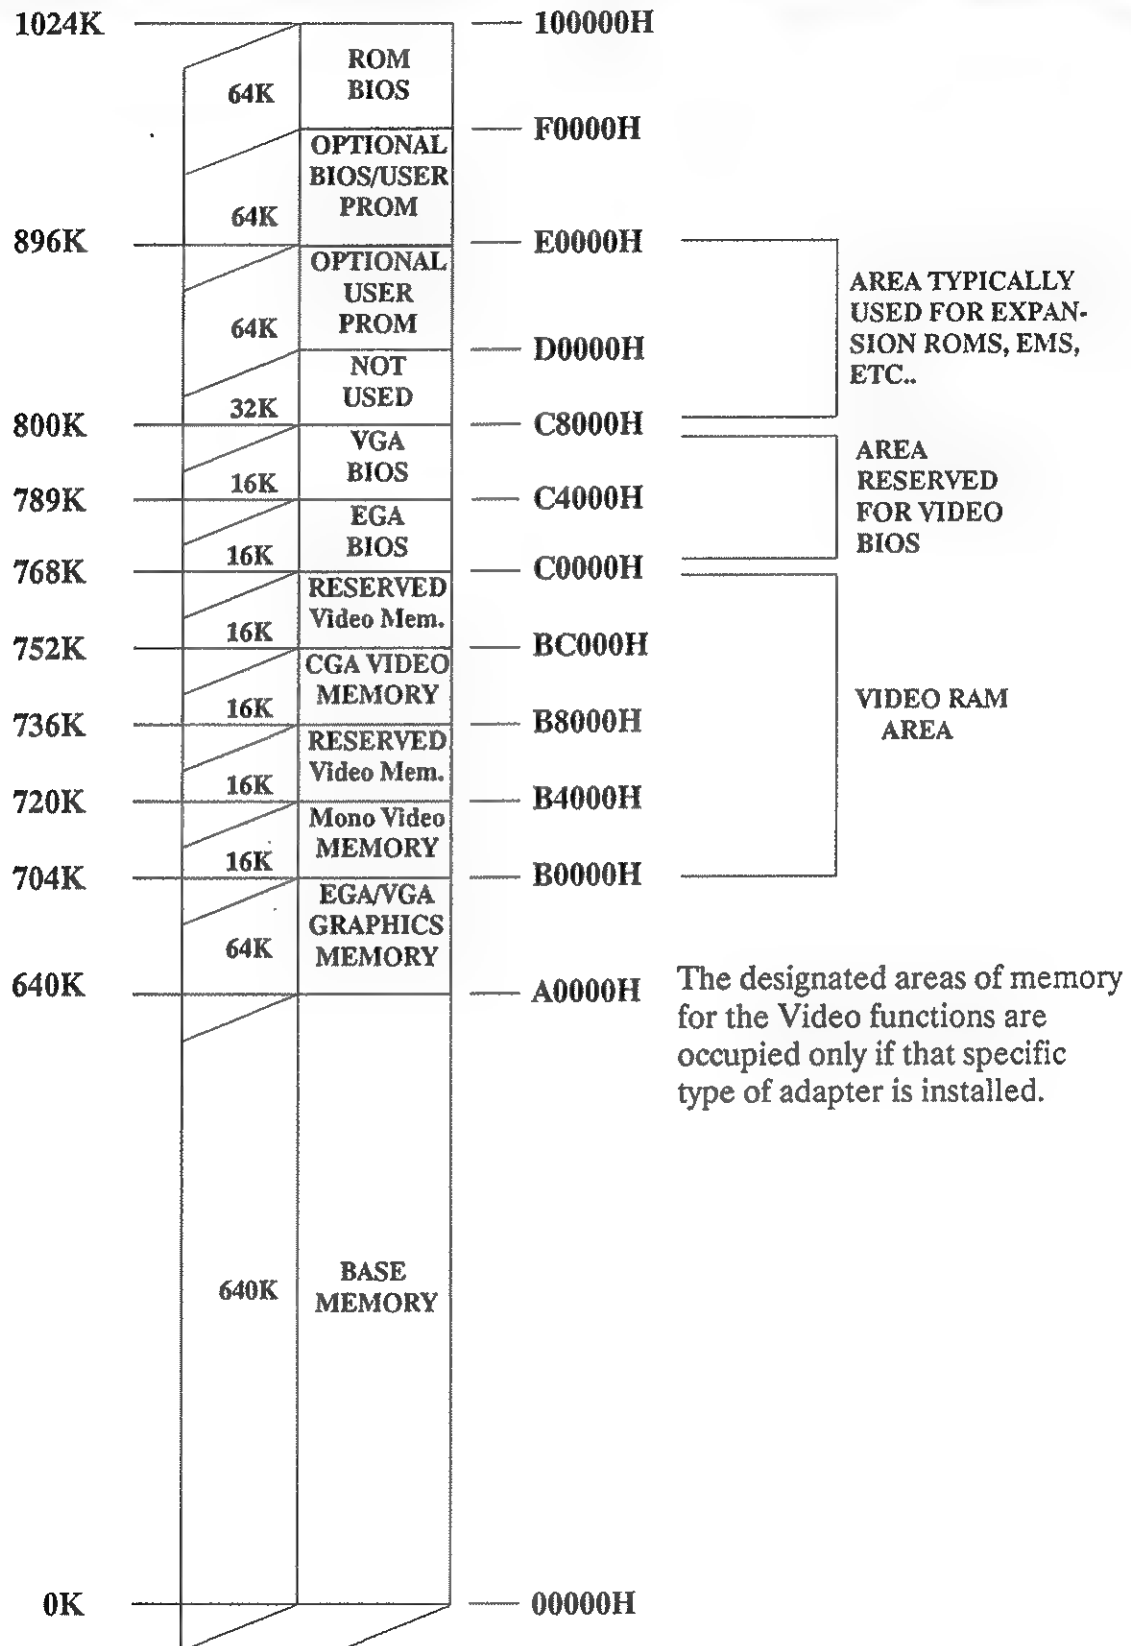 1024K
100000H
ROM
BIOS
64K
F0000H
OPTIONAL
BIOS/USER
PROM
64K
896K
E0000H
OPTIONAL
USER
PROM
64K
D0000H
NOT
USED
32K
800K
C8000H
VGA
BIOS
16K
789K
C4000H
EGA
BIOS
16K
768K
C0000H
RESERVED
Video Mem.
16K
752K
BC000H
CGA VIDEO
MEMORY
16K
736K
B8000H
RESERVED
Video Mem.
16K
720K
B4000H
Mono Video
MEMORY
16K
704K
B0000H
EGA/VGA
GRAPHICS
MEMORY
64K
640K
A0000H
640K
BASE
MEMORY
0K
00000H
AREA TYPICALLY
USED FOR EXPAN-
SION ROMS, EMS,
ETC..
AREA
RESERVED
FOR VIDEO
BIOS
VIDEO RAM
AREA
The designated areas of memory
for the Video functions are
occupied only if that specific
type of adapter is installed.